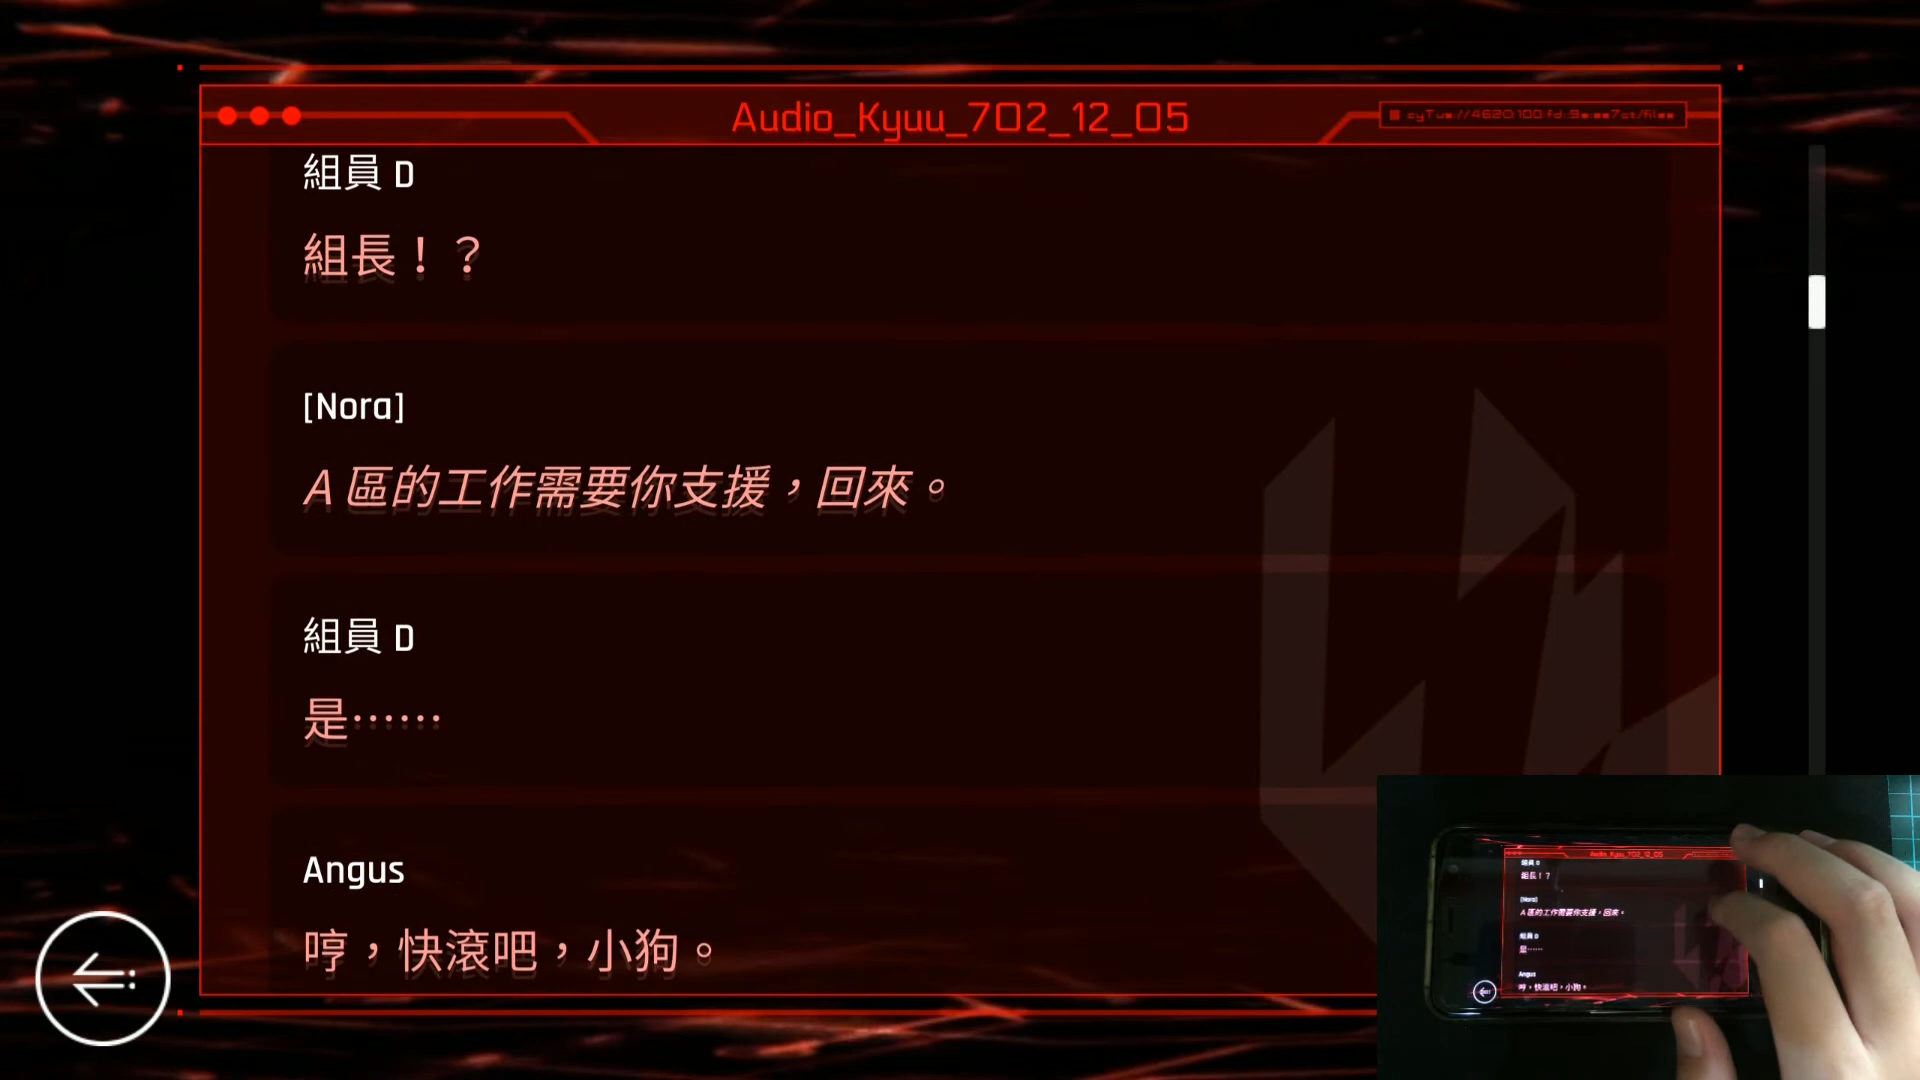 Audio_Kyuu_702_12_05
組員 D
組長！？
[Nora]
A 區的工作需要你支援，回來。
組員 D
是⋯⋯
Angus
哼，快滾吧，小狗。